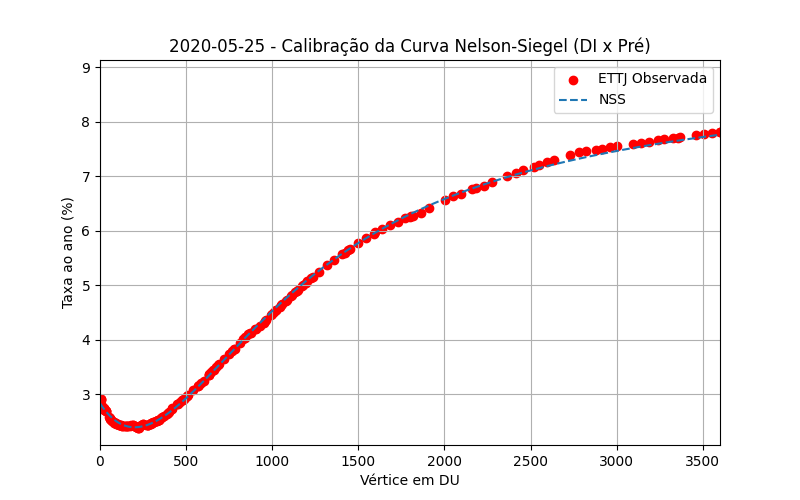 2020-05-25 - Calibração da Curva Nelson-Siegel (DI x Pré)
ETTJ Observada
NSS
Taxa ao ano (%)
9
8
7
6
5
4
3
0 500 1000 1500 2000 2500 3000 3500
Vértice em DU